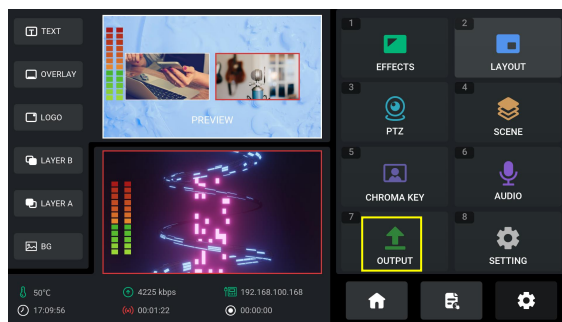 TEXT
OVERLAY
LOGO
LAYER B
LAYER A
BG
PREVIEW
50°C
4225 kbps
192.168.100.168
17:09:56
00:01:22
00:00:00
1
EFFECTS
2
LAYOUT
3
PTZ
4
SCENE
5
CHROMA KEY
6
AUDIO
7
OUTPUT
8
SETTING